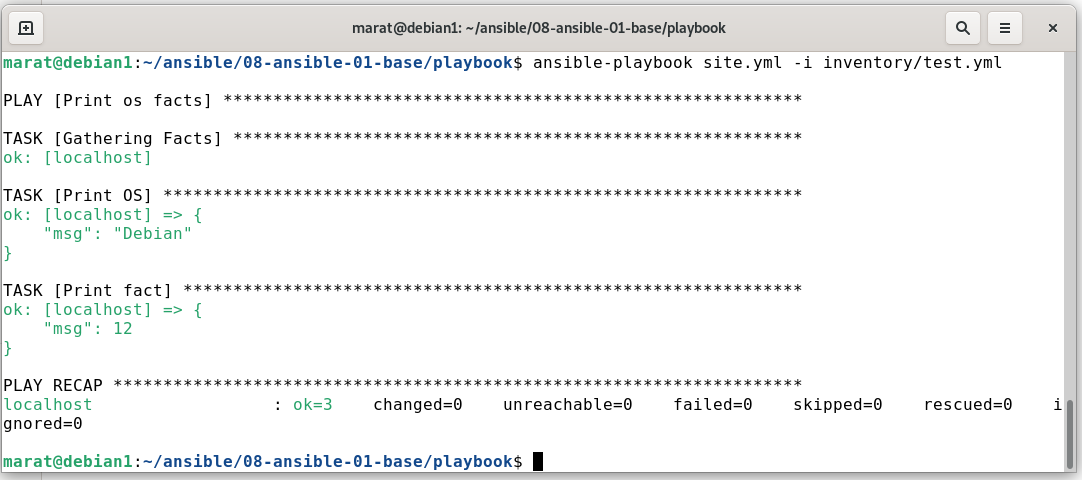 marat@debian1: ~/ansible/08-ansible-01-base/playbook
marat@debian1:~/ansible/08-ansible-01-base/playbook$ ansible-playbook site.yml -i inventory/test.yml
PLAY [Print os facts] **********************************************************
TASK [Gathering Facts] *********************************************************
ok: [localhost]
TASK [Print OS] ****************************************************************
ok: [localhost] => {
    "msg": "Debian"
}
TASK [Print fact] **************************************************************
ok: [localhost] => {
    "msg": 12
}
PLAY RECAP *********************************************************************
localhost                  : ok=3    changed=0    unreachable=0    failed=0    skipped=0    rescued=0    i
gnored=0
marat@debian1:~/ansible/08-ansible-01-base/playbook$